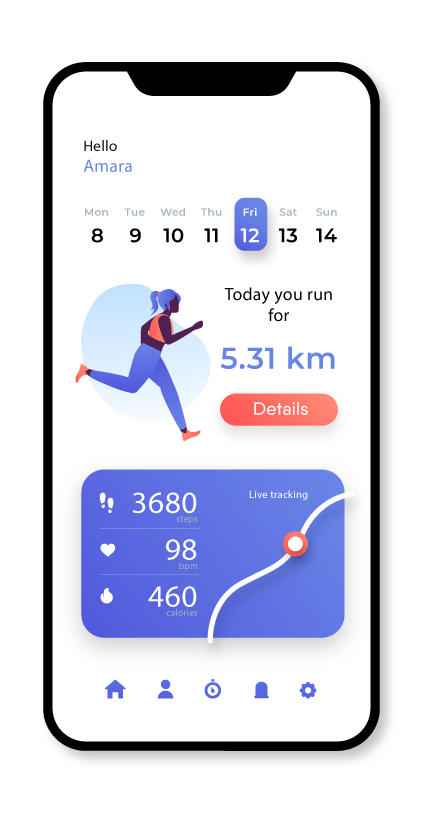 Hello
Amara
Mon Tue Wed Thu Fri Sat Sun
8 9 10 11 12 13 14
Today you run
for
5.31 km
Details
Live tracking
3680
steps
98
bpm
460
calories